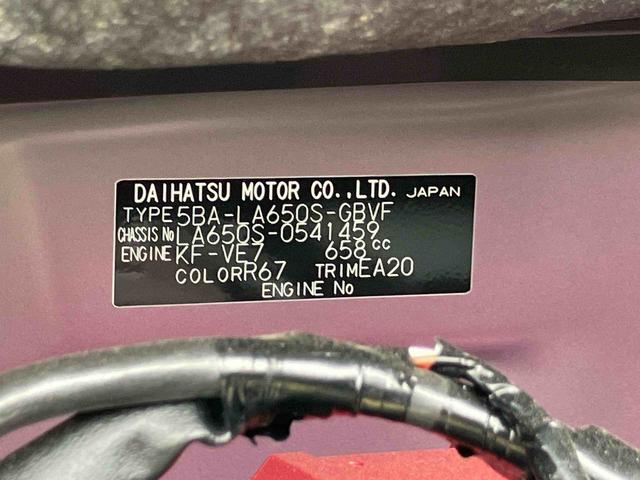 DAIHATSU MOTOR CO.,LTD. JAPAN
TYPE 5BA-LA650S-GBVF
CHASSIS No LA650S-0541459
ENGINE KF-VE7 658cc
COLOR R67 TRIM EA20
ENGINE No